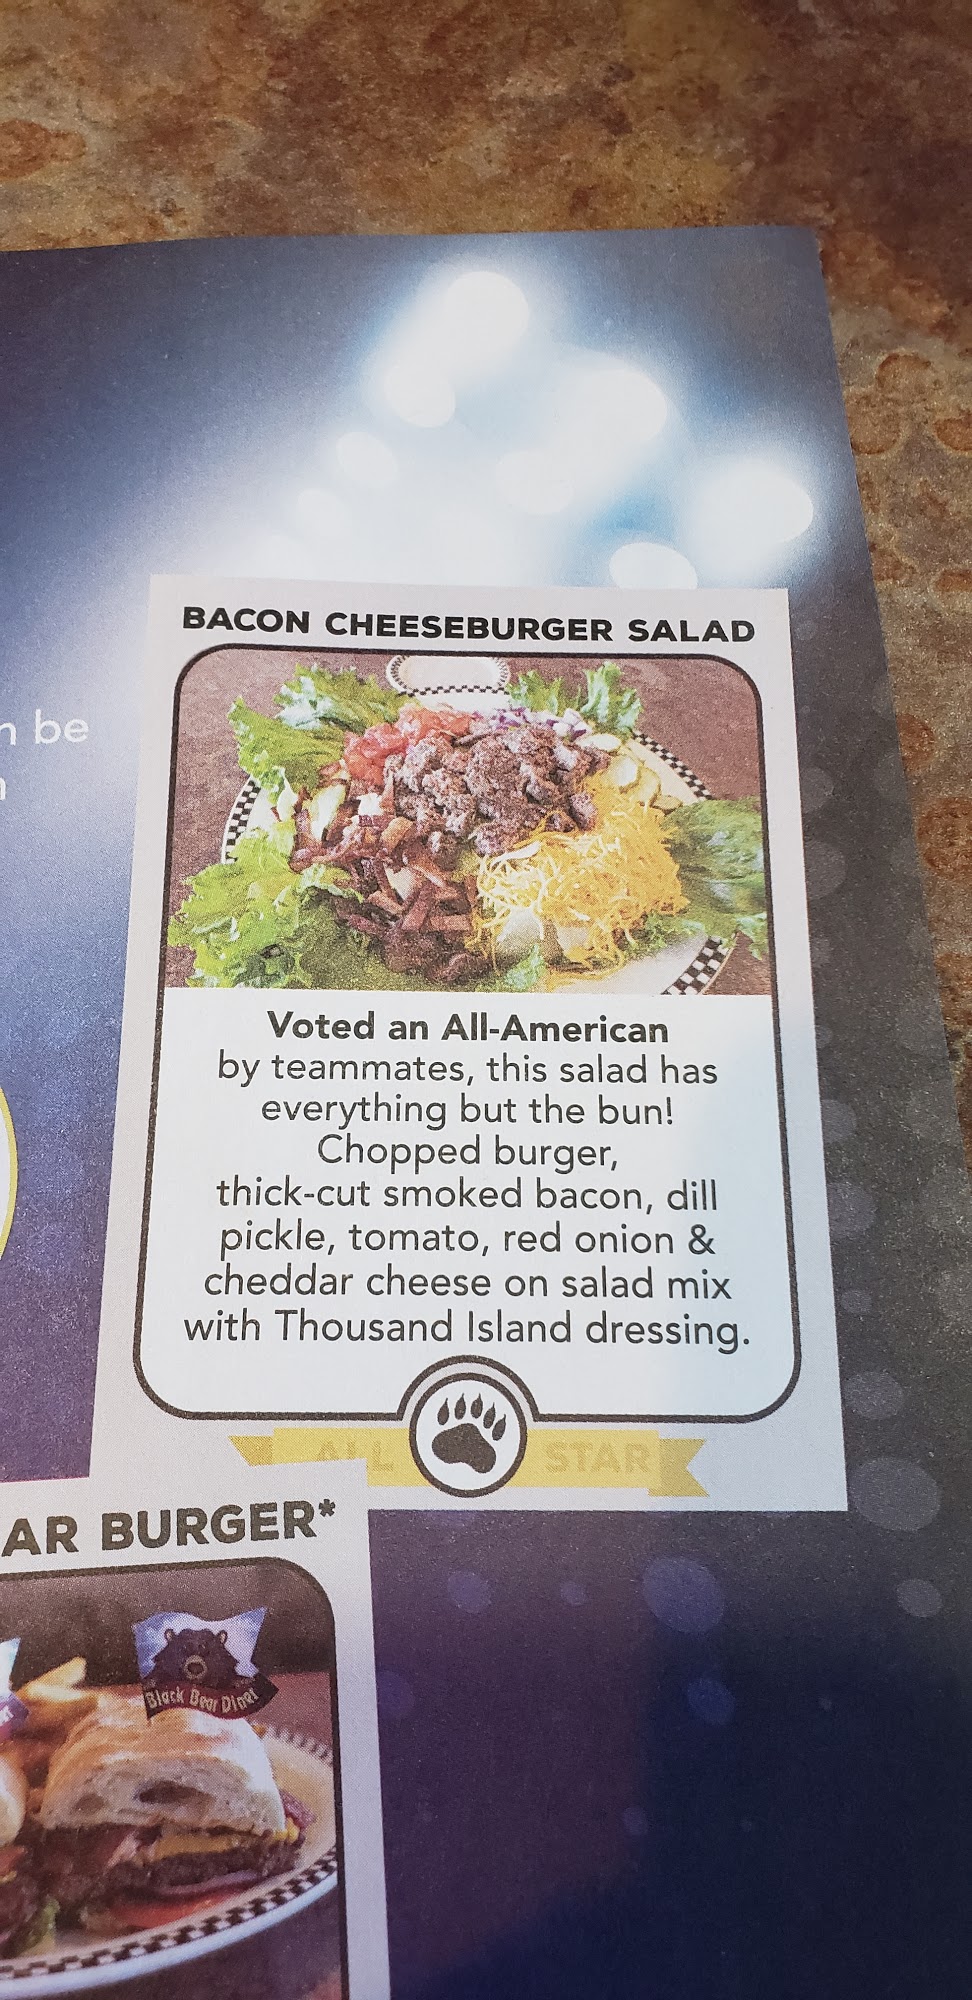 n be
BACON CHEESEBURGER SALAD
Voted an All-American
by teammates, this salad has
everything but the bun!
Chopped burger,
thick-cut smoked bacon, dill
pickle, tomato, red onion &
cheddar cheese on salad mix
with Thousand Island dressing.
ALL STAR
AR BURGER*
Black Bear Diner